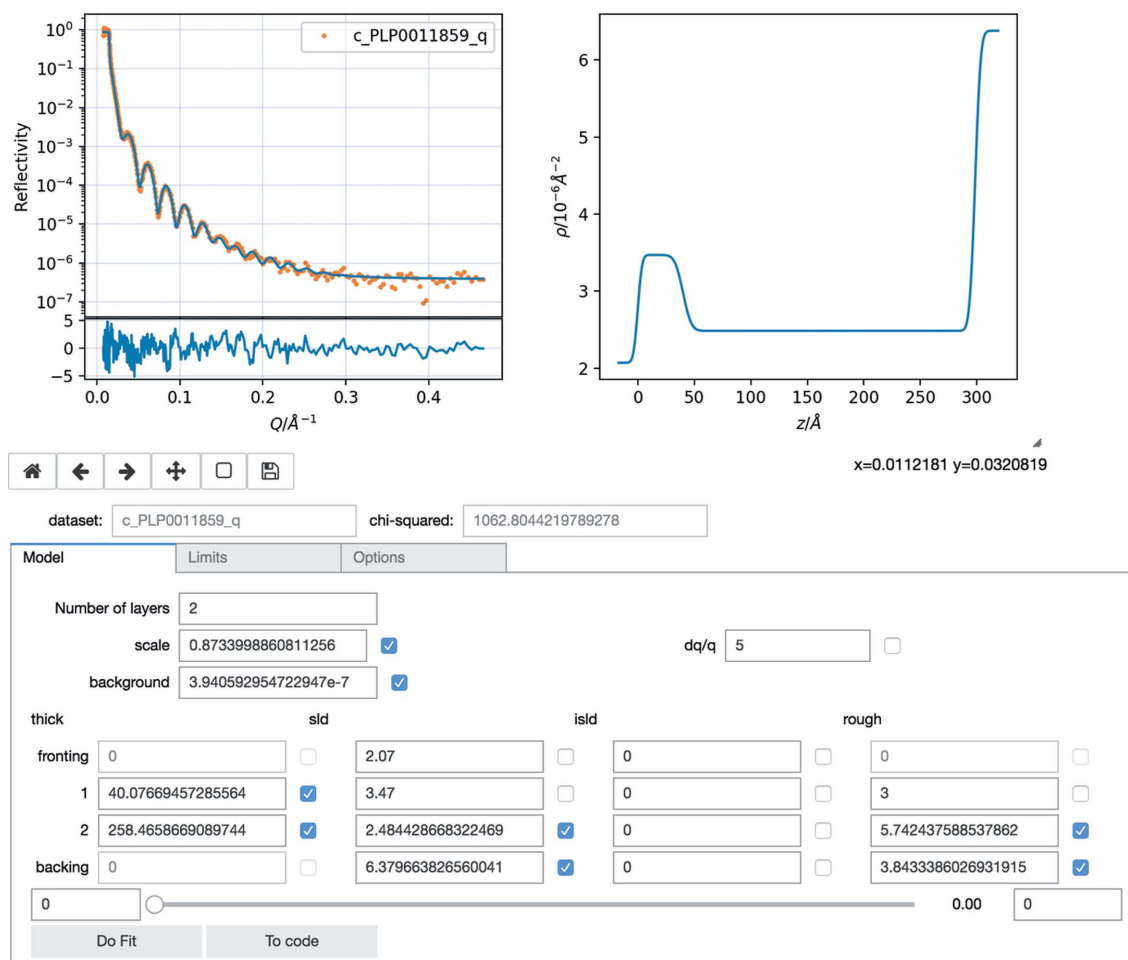 10⁰
10⁻¹
10⁻²
10⁻³
10⁻⁴
10⁻⁵
10⁻⁶
10⁻⁷
Reflectivity
c_PLP0011859_q
5
0
−5
0.0 0.1 0.2 0.3 0.4
Q/Å⁻¹
6
5
4
3
2
ρ/10⁻⁶Å⁻²
0 50 100 150 200 250 300
z/Å
x=0.0112181 y=0.0320819
dataset: c_PLP0011859_q chi-squared: 1062.8044219789278
Model Limits Options
Number of layers 2
scale 0.8733998860811256 dq/q 5
background 3.940592954722947e-7
thick sld isld rough
fronting 0 2.07 0 0
1 40.07669457285564 3.47 0 3
2 258.4658669089744 2.484428668322469 0 5.742437588537862
backing 0 6.379663826560041 0 3.8433386026931915
0 0.00 0
Do Fit To code